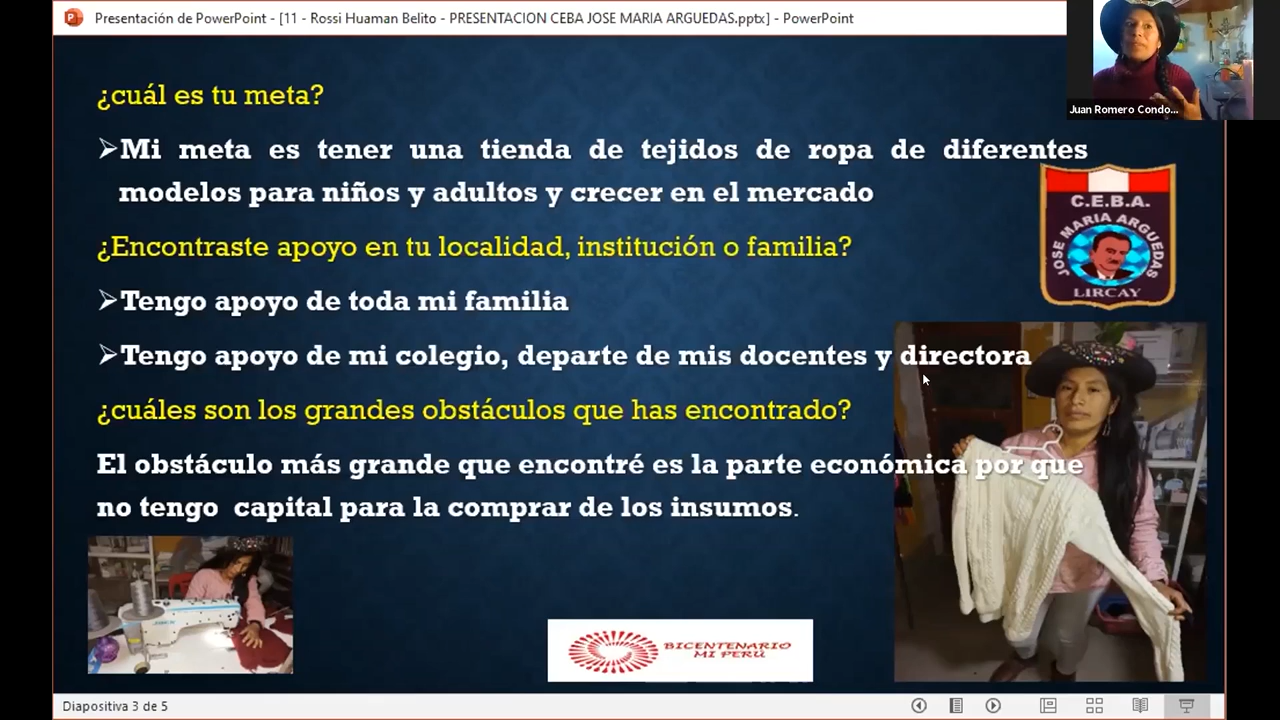 Presentación de PowerPoint - [11 - Rossi Huaman Belito - PRESENTACION CEBA JOSE MARIA ARGUEDAS.pptx] - PowerPoint
Juan Romero Condo...
¿cuál es tu meta?
➢Mi meta es tener una tienda de tejidos de ropa de diferentes
modelos para niños y adultos y crecer en el mercado
C.E.B.A.
JOSE MARIA ARGUEDAS
LIRCAY
¿Encontraste apoyo en tu localidad, institución o familia?
➢Tengo apoyo de toda mi familia
➢Tengo apoyo de mi colegio, departe de mis docentes y directora
¿cuáles son los grandes obstáculos que has encontrado?
El obstáculo más grande que encontré es la parte económica por que
no tengo capital para la comprar de los insumos.
BICENTENARIO
MI PERÚ
Diapositiva 3 de 5